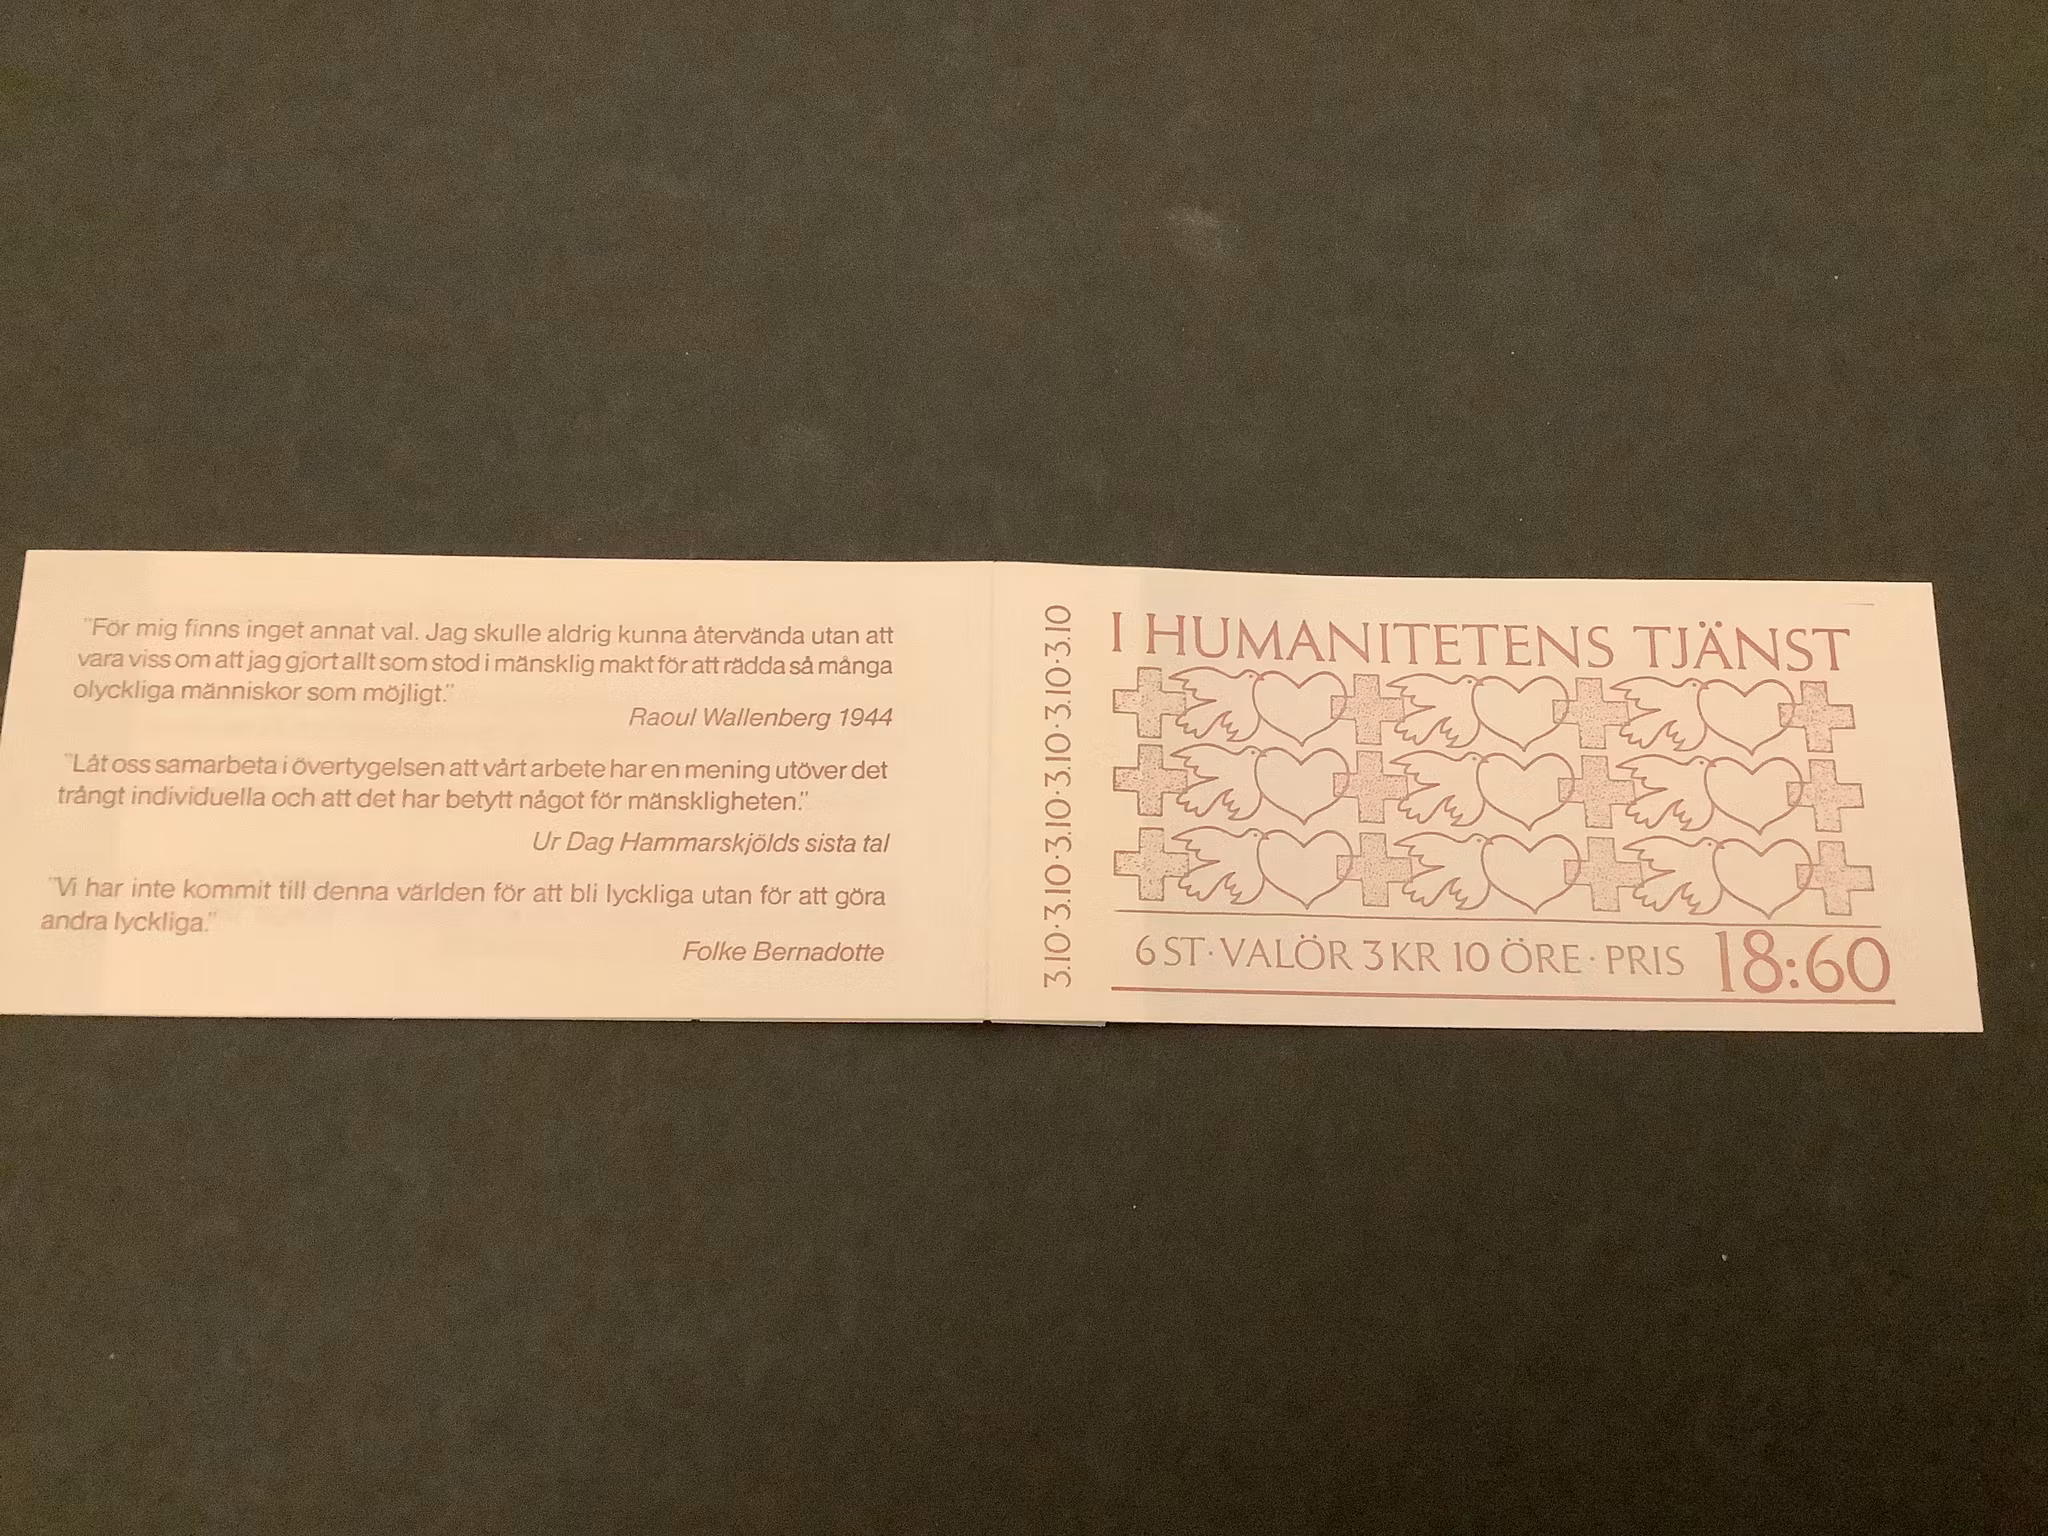 "För mig finns inget annat val. Jag skulle aldrig kunna återvända utan att
vara viss om att jag gjort allt som stod i mänsklig makt för att rädda så många
olyckliga människor som möjligt."
Raoul Wallenberg 1944
"Låt oss samarbeta i övertygelsen att vårt arbete har en mening utöver det
trångt individuella och att det har betytt något för mänskligheten."
Ur Dag Hammarskjölds sista tal
"Vi har inte kommit till denna världen för att bli lyckliga utan för att göra
andra lyckliga."
Folke Bernadotte
3.10·3.10·3.10·3.10·3.10·3.10
I HUMANITETENS TJÄNST
6 ST·VALÖR 3 KR 10 ÖRE·PRIS 18:60